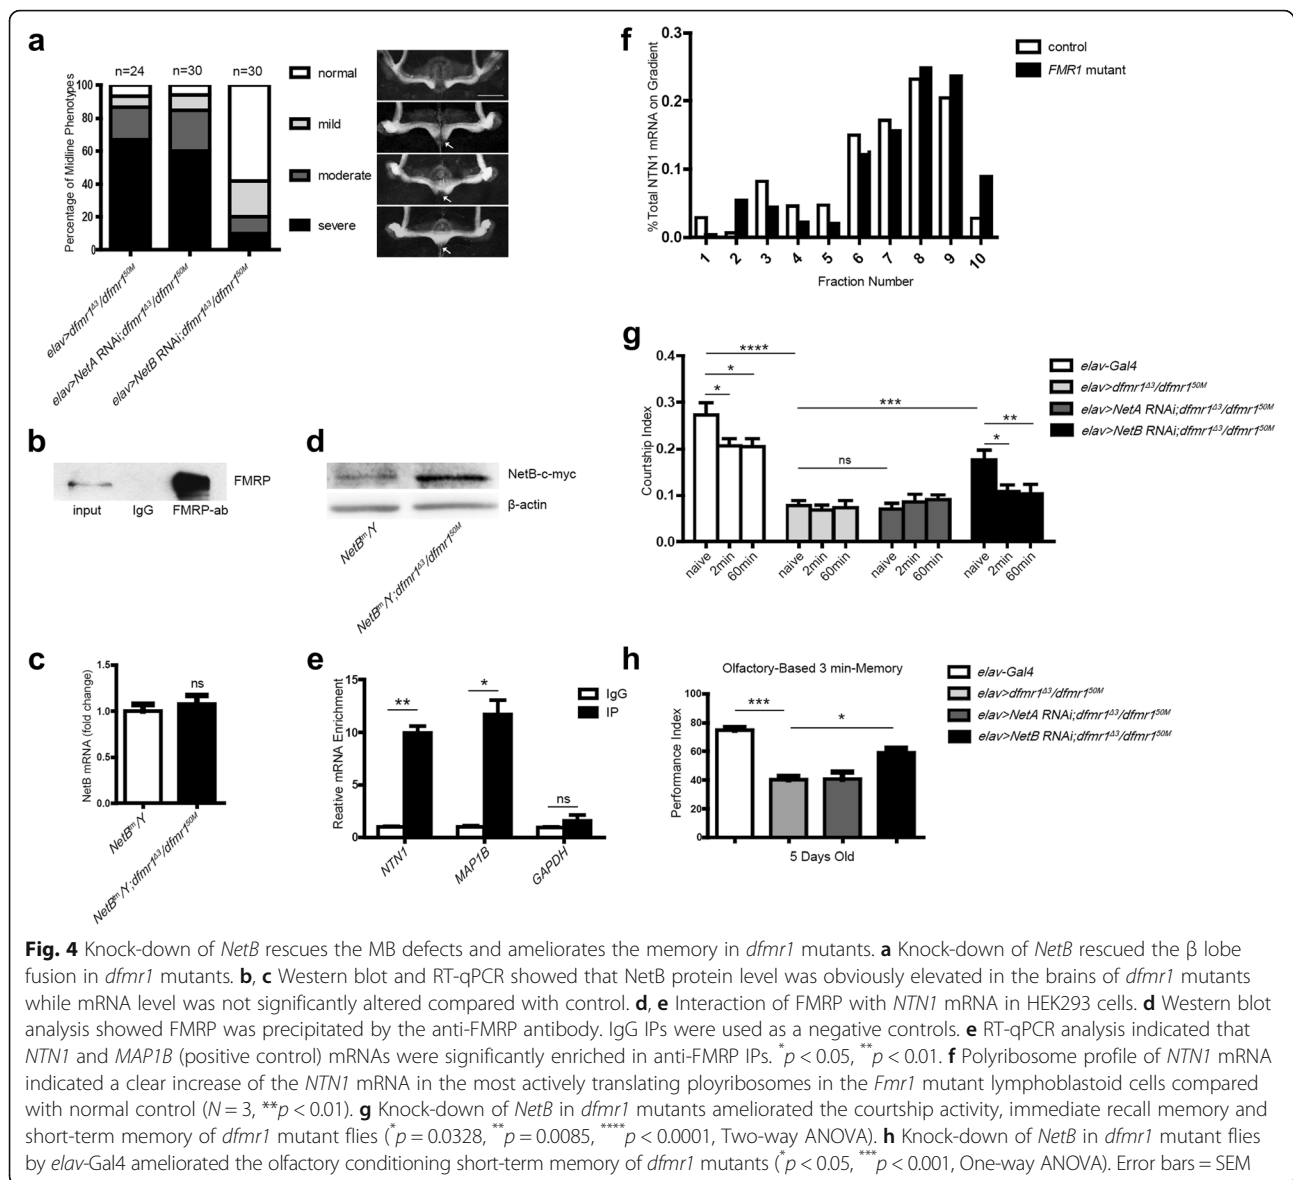 a
n=24 n=30 n=30
Percentage of Midline Phenotypes
100
80
60
40
20
0
normal
mild
moderate
severe
elav>dfmr1Δ3/dfmr150M
elav>NetA RNAi;dfmr1Δ3/dfmr150M
elav>NetB RNAi;dfmr1Δ3/dfmr150M
f
% Total NTN1 mRNA on Gradient
0.3
0.2
0.1
0.0
1 2 3 4 5 6 7 8 9 10
Fraction Number
control
FMR1 mutant
b
FMRP
input IgG FMRP-ab
d
NetB-c-myc
β-actin
NetBtm/Y
NetBtm/Y;dfmr1Δ3/dfmr150M
g
Courtship Index
0.4
0.3
0.2
0.1
0.0
****
*
*
***
ns
**
*
naive 2min 60min naive 2min 60min naive 2min 60min naive 2min 60min
elav-Gal4
elav>dfmr1Δ3/dfmr150M
elav>NetA RNAi;dfmr1Δ3/dfmr150M
elav>NetB RNAi;dfmr1Δ3/dfmr150M
c
NetB mRNA (fold change)
1.5
1.0
0.5
0.0
ns
NetBtm/Y
NetBtm/Y;dfmr1Δ3/dfmr150M
e
Reative mRNA Enrichment
15
10
5
0
** * ns
IgG
IP
NTN1 MAP1B GAPDH
h
Olfactory-Based 3 min-Memory
Performance Index
100
80
60
40
20
0
*** *
5 Days Old
elav-Gal4
elav>dfmr1Δ3/dfmr150M
elav>NetA RNAi;dfmr1Δ3/dfmr150M
elav>NetB RNAi;dfmr1Δ3/dfmr150M
Fig. 4 Knock-down of NetB rescues the MB defects and ameliorates the memory in dfmr1 mutants. a Knock-down of NetB rescued the β lobe
fusion in dfmr1 mutants. b, c Western blot and RT-qPCR showed that NetB protein level was obviously elevated in the brains of dfmr1 mutants
while mRNA level was not significantly altered compared with control. d, e Interaction of FMRP with NTN1 mRNA in HEK293 cells. d Western blot
analysis showed FMRP was precipitated by the anti-FMRP antibody. IgG IPs were used as a negative controls. e RT-qPCR analysis indicated that
NTN1 and MAP1B (positive control) mRNAs were significantly enriched in anti-FMRP IPs. *p < 0.05, **p < 0.01. f Polyribosome profile of NTN1 mRNA
indicated a clear increase of the NTN1 mRNA in the most actively translating ployribosomes in the Fmr1 mutant lymphoblastoid cells compared
with normal control (N = 3, **p < 0.01). g Knock-down of NetB in dfmr1 mutants ameliorated the courtship activity, immediate recall memory and
short-term memory of dfmr1 mutant flies (*p = 0.0328, **p = 0.0085, ****p < 0.0001, Two-way ANOVA). h Knock-down of NetB in dfmr1 mutant flies
by elav-Gal4 ameliorated the olfactory conditioning short-term memory of dfmr1 mutants (*p < 0.05, ***p < 0.001, One-way ANOVA). Error bars = SEM